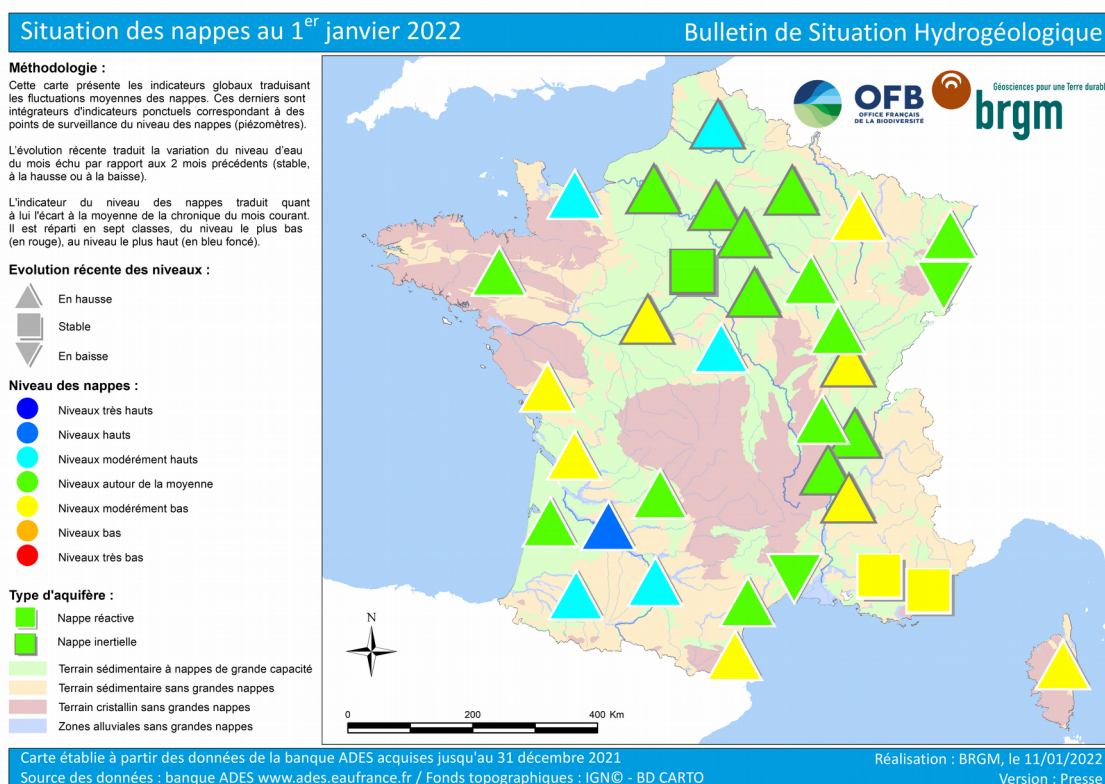 Situation des nappes au 1er janvier 2022
Bulletin de Situation Hydrogéologique
Méthodologie :
Cette carte présente les indicateurs globaux traduisant
les fluctuations moyennes des nappes. Ces derniers sont
intégrateurs d'indicateurs ponctuels correspondant à des
points de surveillance du niveau des nappes (piézomètres).
L'évolution récente traduit la variation du niveau d'eau
du mois échu par rapport aux 2 mois précédents (stable,
à la hausse ou à la baisse).
L'indicateur du niveau des nappes traduit quant
à lui l'écart à la moyenne de la chronique du mois courant.
Il est réparti en sept classes, du niveau le plus bas
(en rouge), au niveau le plus haut (en bleu foncé).
Evolution récente des niveaux :
En hausse
Stable
En baisse
Niveau des nappes :
Niveaux très hauts
Niveaux hauts
Niveaux modérément hauts
Niveaux autour de la moyenne
Niveaux modérément bas
Niveaux bas
Niveaux très bas
Type d'aquifère :
Nappe réactive
Nappe inertielle
Terrain sédimentaire à nappes de grande capacité
Terrain sédimentaire sans grandes nappes
Terrain cristallin sans grandes nappes
Zones alluviales sans grandes nappes
OFB
OFFICE FRANÇAIS
DE LA BIODIVERSITÉ
Géosciences pour une Terre durable
brgm
N
0 200 400 Km
Carte établie à partir des données de la banque ADES acquises jusqu'au 31 décembre 2021
Source des données : banque ADES www.ades.eaufrance.fr / Fonds topographiques : IGN© - BD CARTO
Réalisation : BRGM, le 11/01/2022
Version : Presse